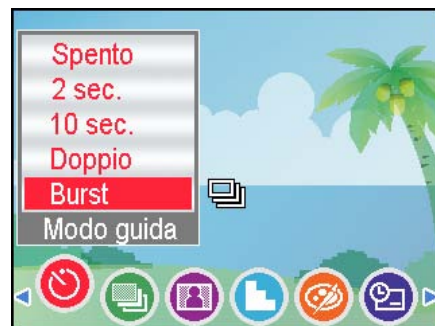 Spento
2 sec.
10 sec.
Doppio
Burst
Modo guida